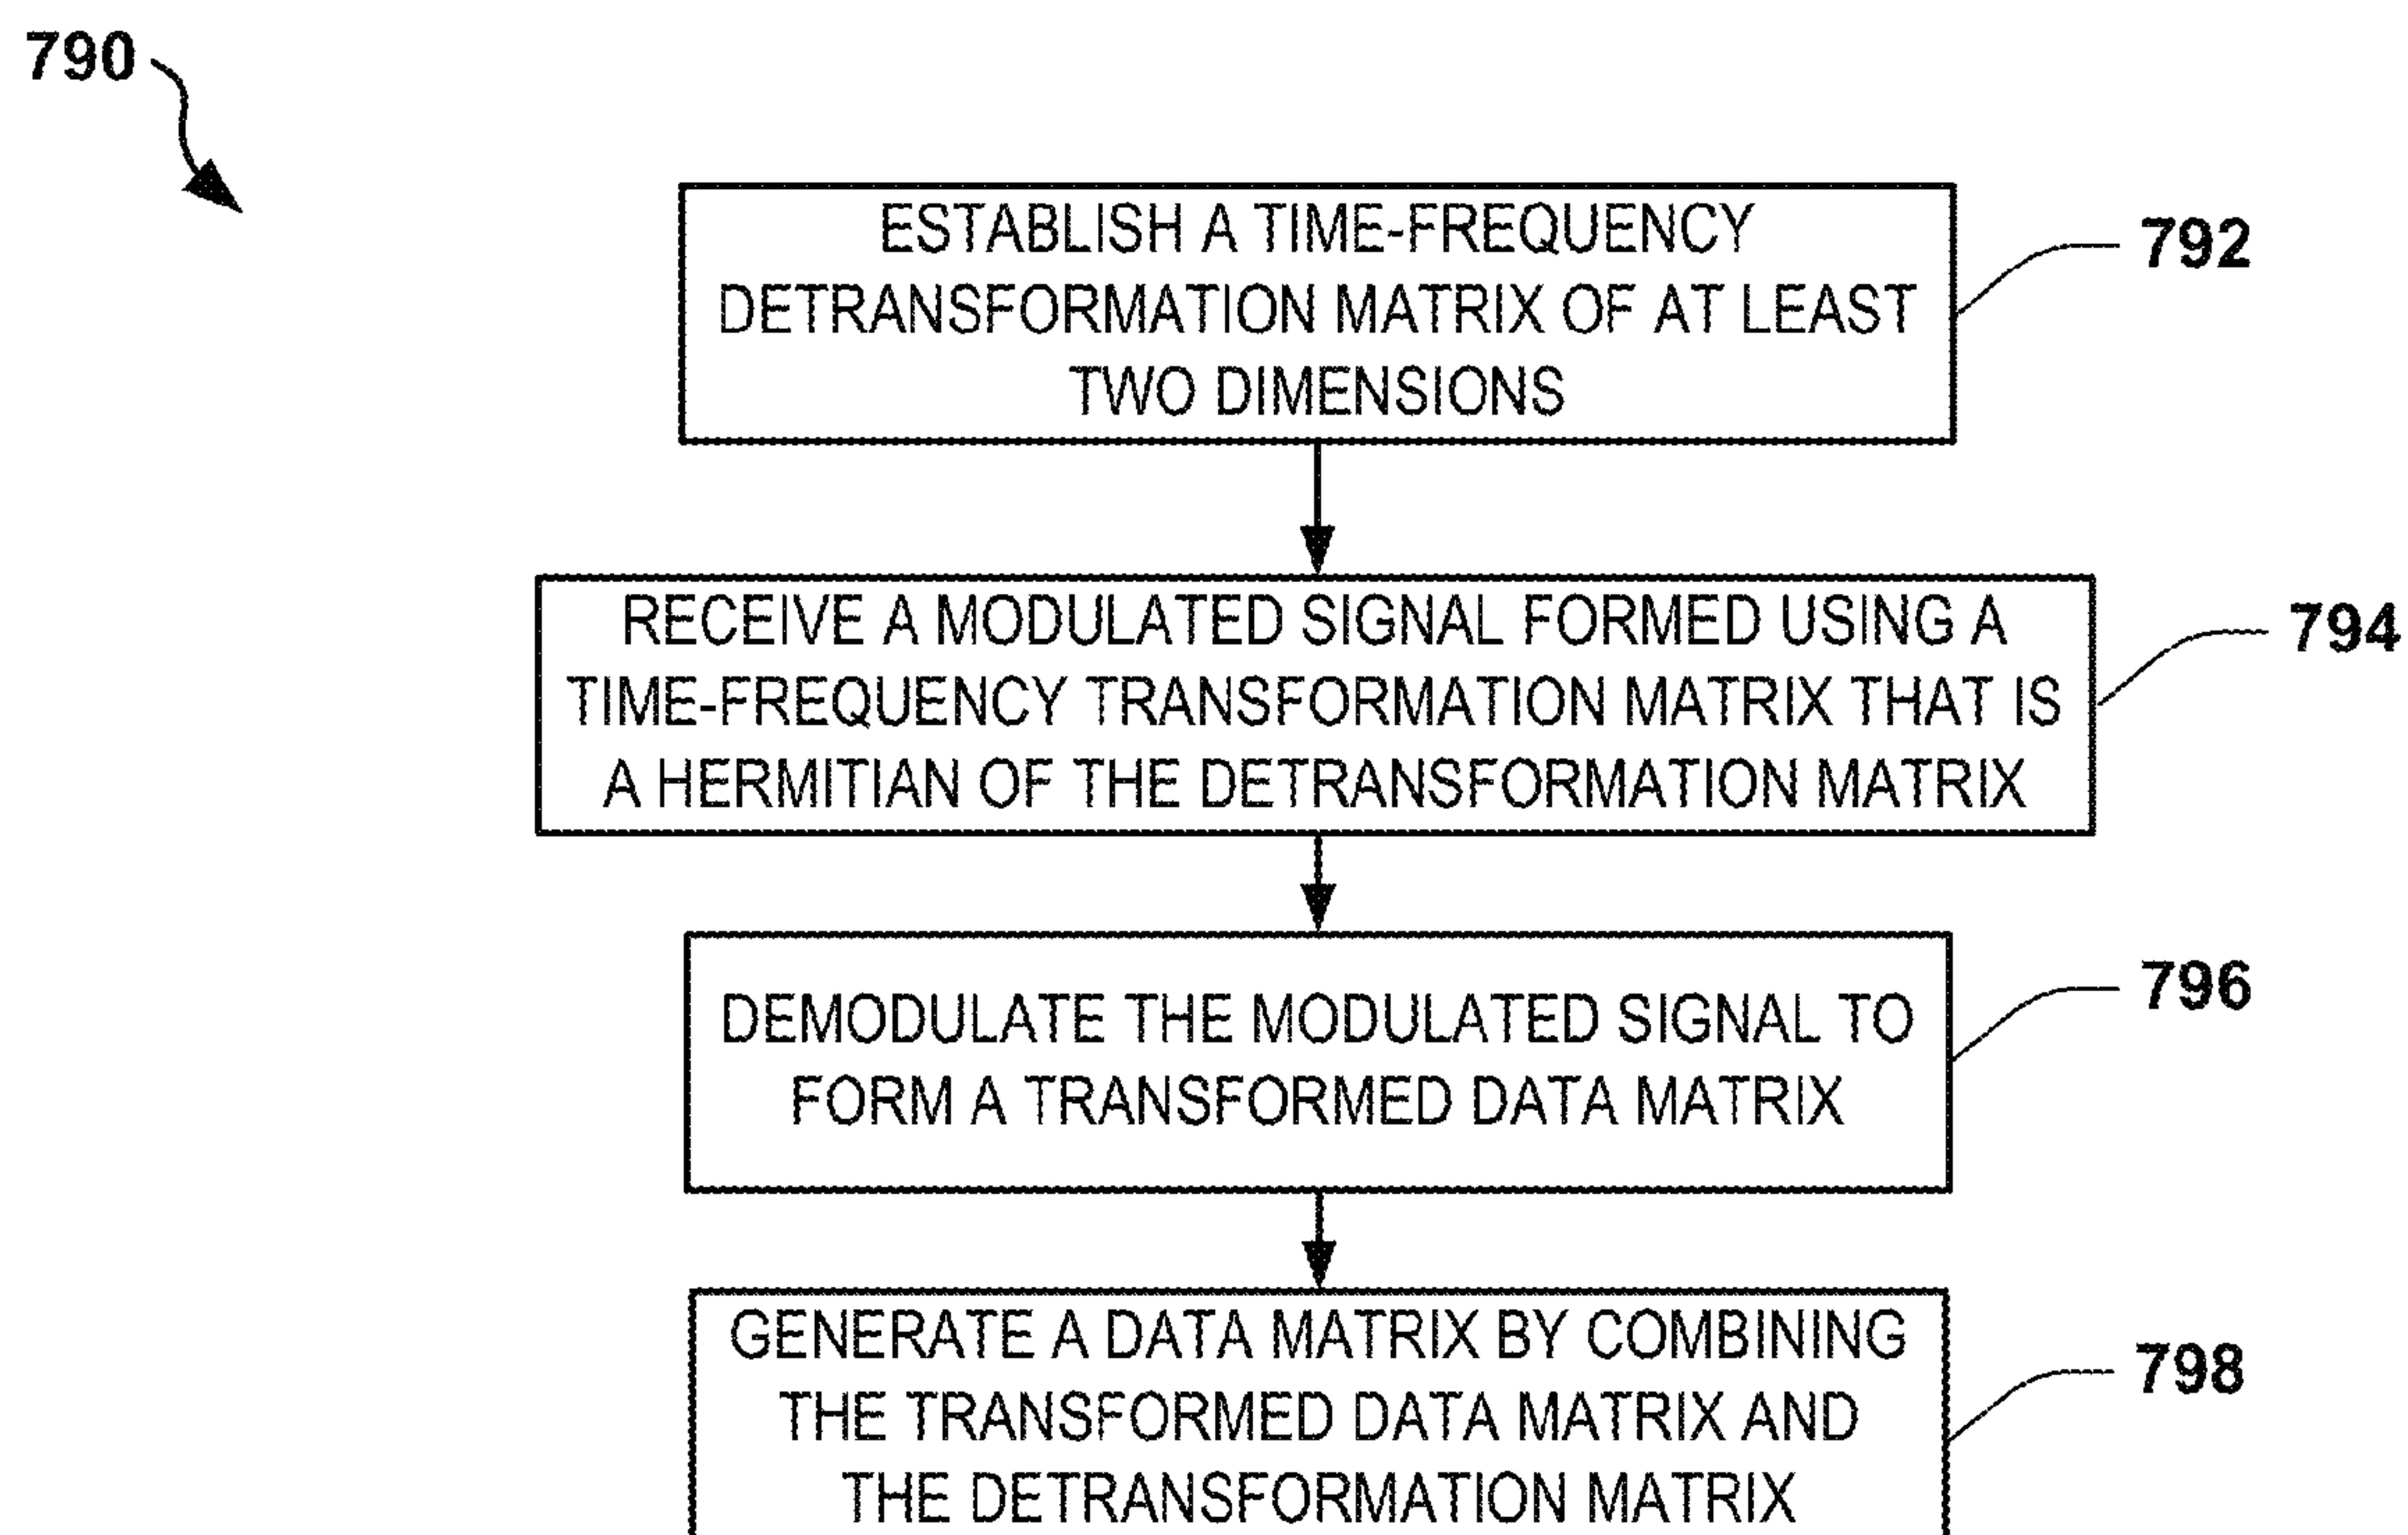 790
ESTABLISH A TIME-FREQUENCY
DETRANSFORMATION MATRIX OF AT LEAST
TWO DIMENSIONS
792
RECEIVE A MODULATED SIGNAL FORMED USING A
TIME-FREQUENCY TRANSFORMATION MATRIX THAT IS
A HERMITIAN OF THE DETRANSFORMATION MATRIX
794
DEMODULATE THE MODULATED SIGNAL TO
FORM A TRANSFORMED DATA MATRIX
796
GENERATE A DATA MATRIX BY COMBINING
THE TRANSFORMED DATA MATRIX AND
THE DETRANSFORMATION MATRIX
798